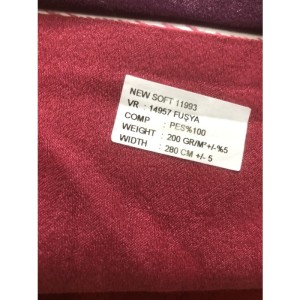 NEW SOFT 11993
VR : 14957 FUŞYA
COMP : PES%100
WEIGHT : 200 GR/M²+/-%5
WIDTH : 280 CM +/- 5